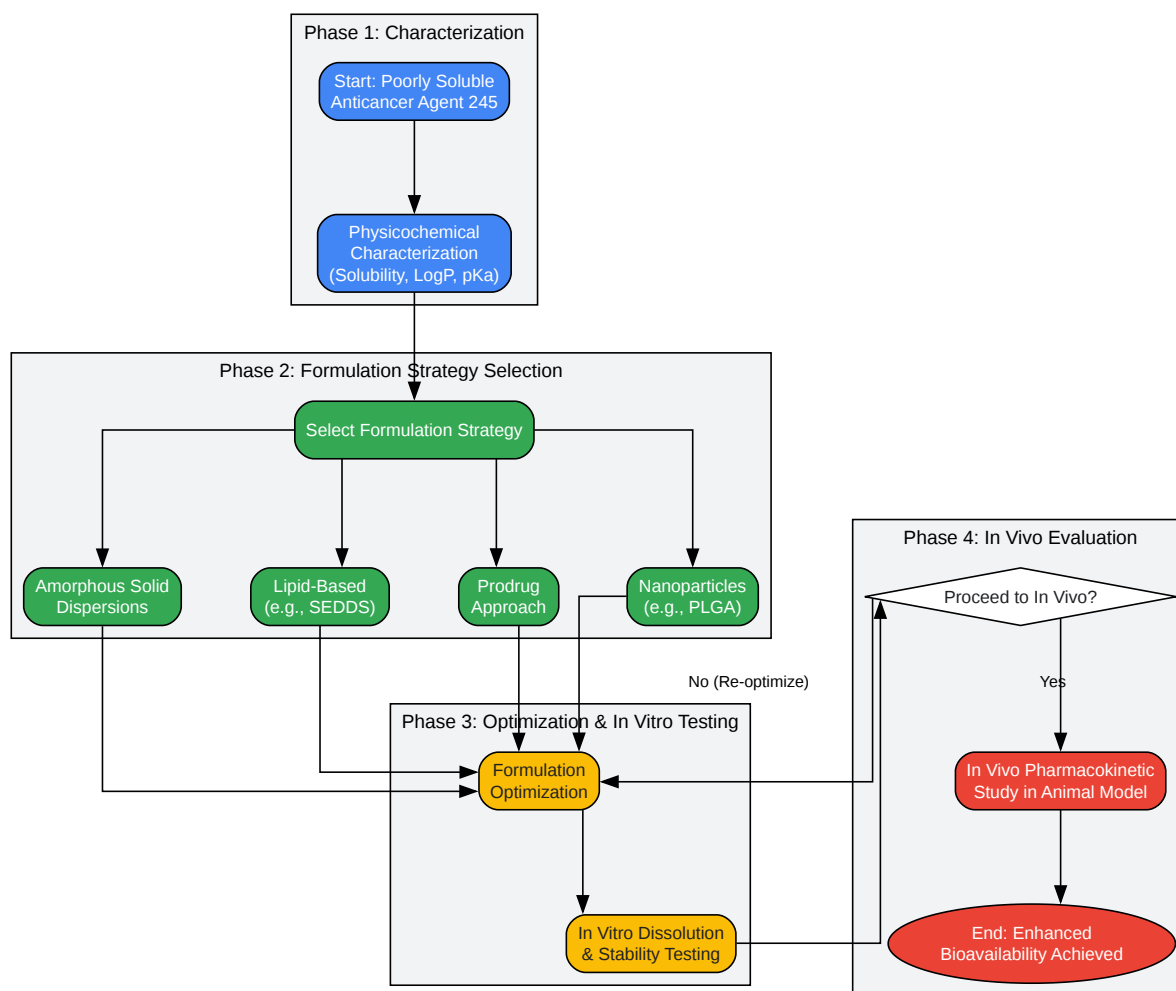 Phase 1: Characterization
Start: Poorly Soluble
Anticancer Agent 245
Physicochemical
Characterization
(Solubility, LogP, pKa)
Phase 2: Formulation Strategy Selection
Select Formulation Strategy
Amorphous Solid
Dispersions
Lipid-Based
(e.g., SEDDS)
Prodrug
Approach
Nanoparticles
(e.g., PLGA)
No (Re-optimize)
Phase 3: Optimization & In Vitro Testing
Formulation
Optimization
In Vitro Dissolution
& Stability Testing
Phase 4: In Vivo Evaluation
Proceed to In Vivo?
Yes
In Vivo Pharmacokinetic
Study in Animal Model
End: Enhanced
Bioavailability Achieved